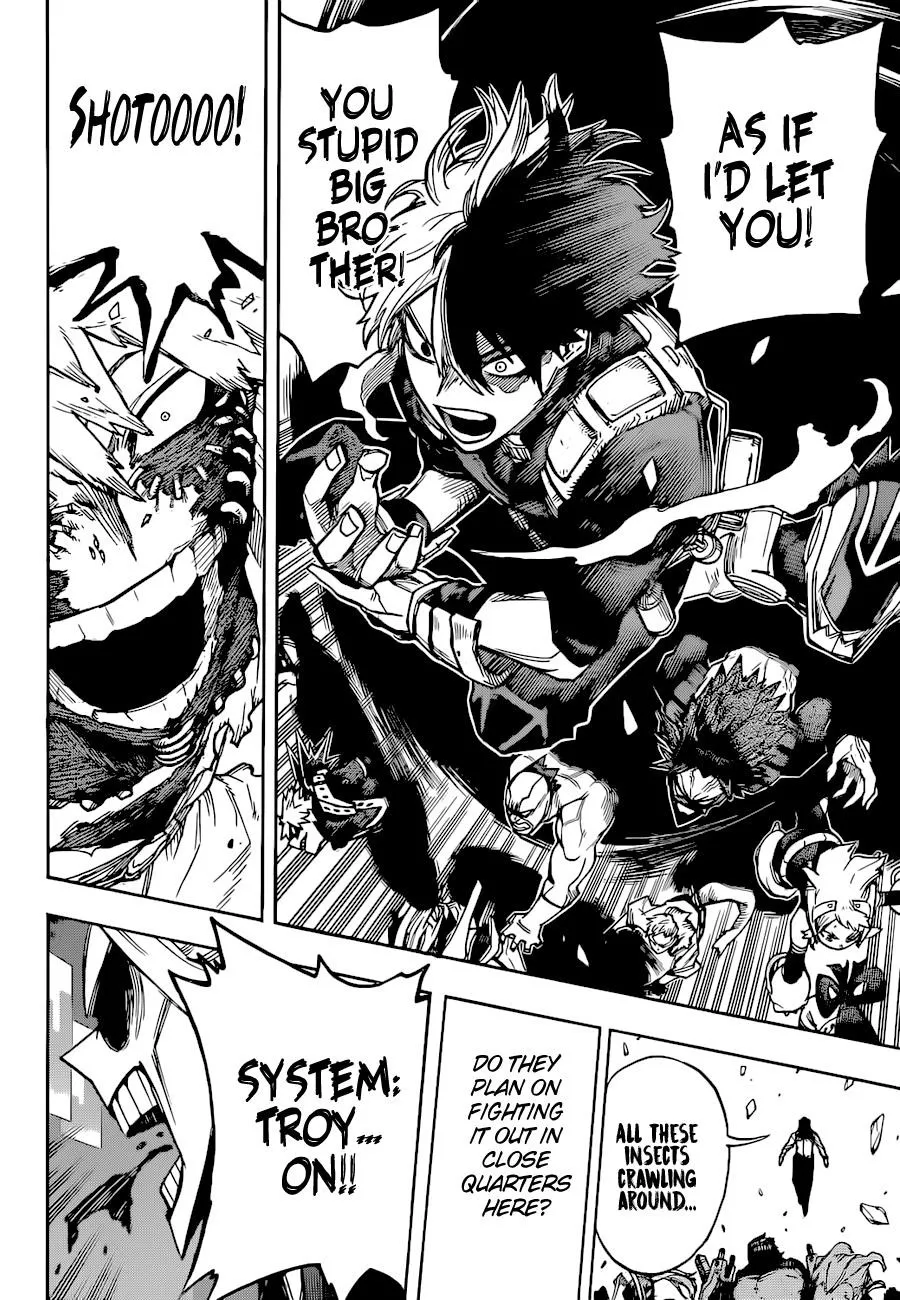 AS IF
I'D LET
YOU!
YOU
STUPID
BIG
BRO-
THER!
SHOTOOOO!
ALL THESE
INSECTS
CRAWLING
AROUND...
DO THEY
PLAN ON
FIGHTING
IT OUT IN
CLOSE
QUARTERS
HERE?
SYSTEM:
TROY...
ON!!